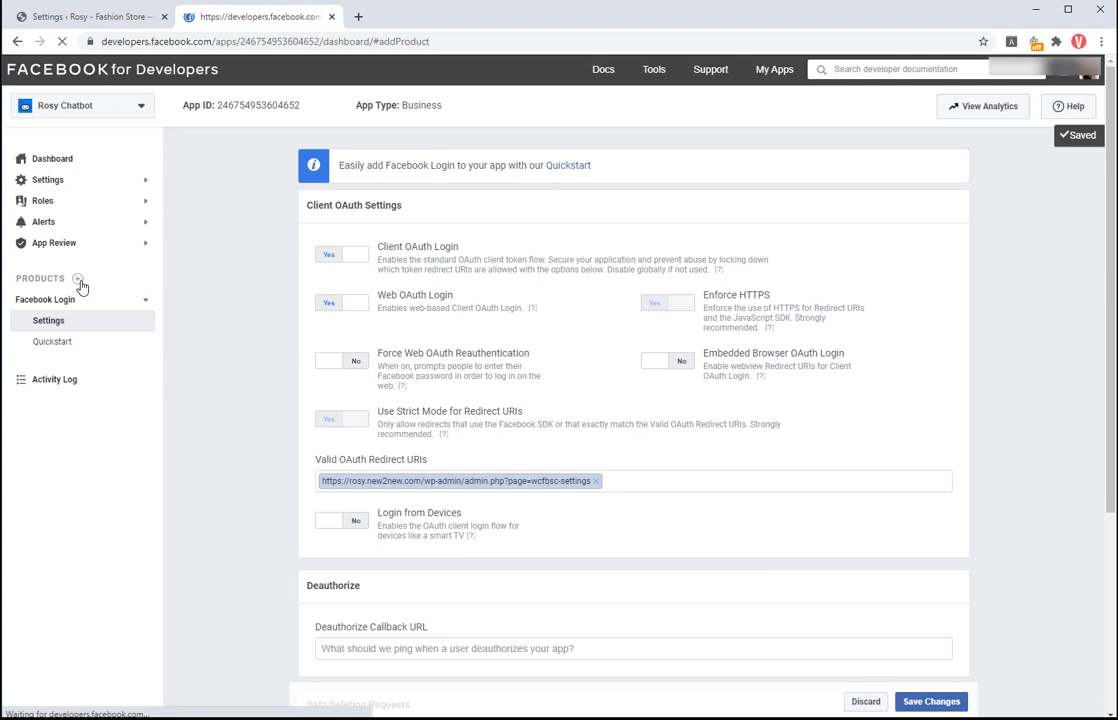 Settings ‹ Rosy - Fashion Store —
https://developers.facebook.com
developers.facebook.com/apps/246754953604652/dashboard/#addProduct
FACEBOOK for Developers
Docs
Tools
Support
My Apps
Search developer documentation
Rosy Chatbot
App ID: 246754953604652
App Type: Business
View Analytics
Help
Saved
Dashboard
Settings
Roles
Alerts
App Review
PRODUCTS
Facebook Login
Settings
Quickstart
Activity Log
Easily add Facebook Login to your app with our Quickstart
Client OAuth Settings
Yes
Client OAuth Login
Enables the standard OAuth client token flow. Secure your application and prevent abuse by locking down
which token redirect URIs are allowed with the options below. Disable globally if not used. [?]
Yes
Web OAuth Login
Enables web-based Client OAuth Login. [?]
Yes
Enforce HTTPS
Enforce the use of HTTPS for Redirect URIs
and the JavaScript SDK. Strongly
recommended. [?]
No
Force Web OAuth Reauthentication
When on, prompts people to enter their
Facebook password in order to log in on the
web. [?]
No
Embedded Browser OAuth Login
Enable webview Redirect URIs for Client
OAuth Login. [?]
Yes
Use Strict Mode for Redirect URIs
Only allow redirects that use the Facebook SDK or that exactly match the Valid OAuth Redirect URIs. Strongly
recommended. [?]
Valid OAuth Redirect URIs
https://rosy.new2new.com/wp-admin/admin.php?page=wcfbsc-settings
No
Login from Devices
Enables the OAuth client login flow for
devices like a smart TV [?]
Deauthorize
Deauthorize Callback URL
What should we ping when a user deauthorizes your app?
Data Deletion Requests
Discard
Save Changes
Waiting for developers.facebook.com...
A
off